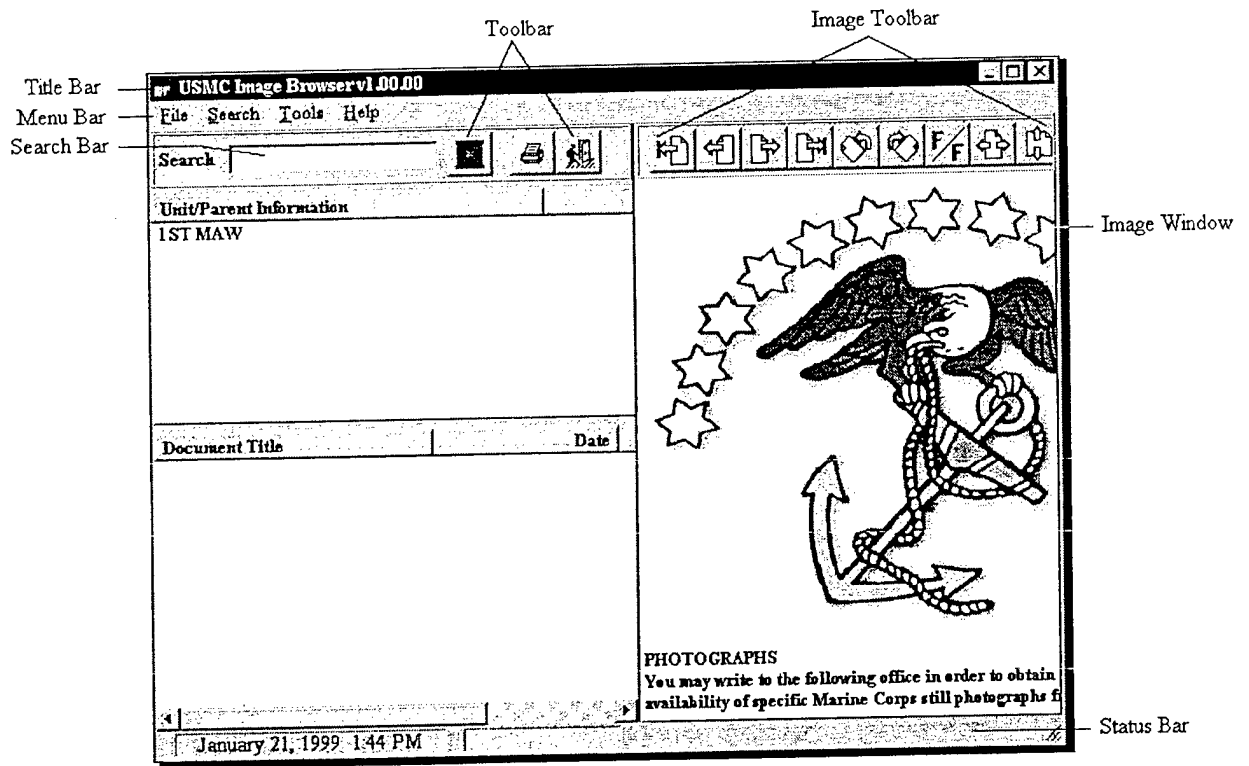 Toolbar
Image Toolbar
Title Bar
USMC Image Browser v1.00.00
Menu Bar
File Search Tools Help
Search Bar
Search
F/F
Unit/Parent Information
1ST MAW
Image Window
Document Title Date
PHOTOGRAPHS
You may write to the following office in order to obtain
availability of specific Marine Corps still photographs f
January 21, 1999 1:44 PM
Status Bar